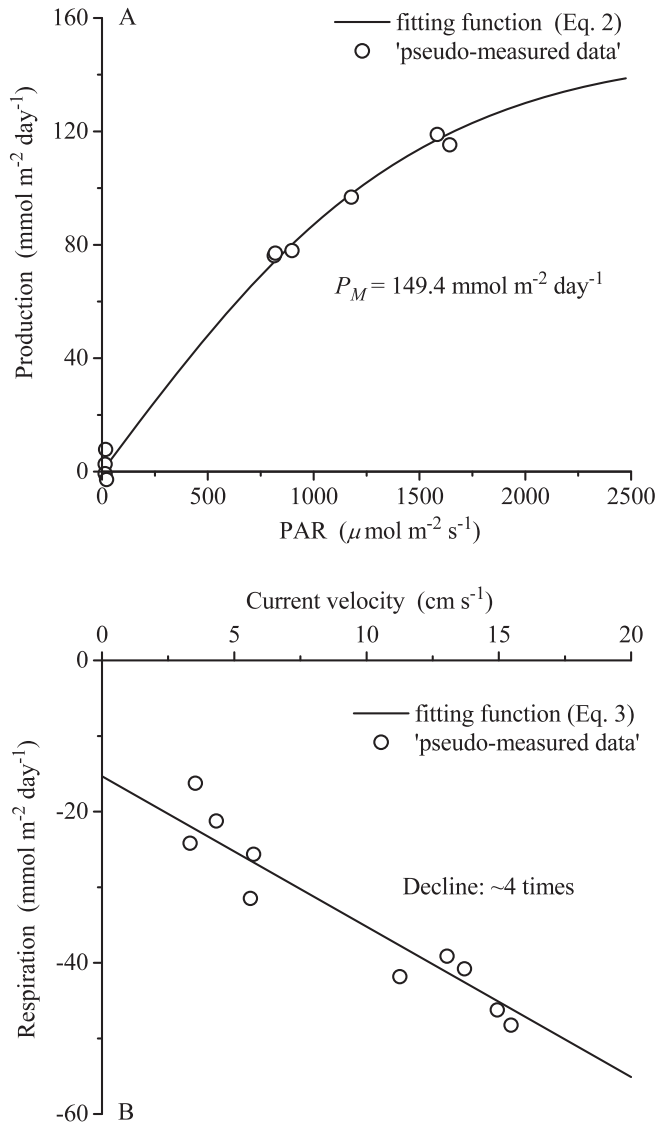 160
A
fitting function (Eq. 2)
'pseudo-measured data'
120
80
40
0
Production (mmol m⁻² day⁻¹)
P_M = 149.4 mmol m⁻² day⁻¹
0 500 1000 1500 2000 2500
PAR (μmol m⁻² s⁻¹)
Current velocity (cm s⁻¹)
0 5 10 15 20
0
fitting function (Eq. 3)
'pseudo-measured data'
-20
-40
-60
Respiration (mmol m⁻² day⁻¹)
Decline: ~4 times
B